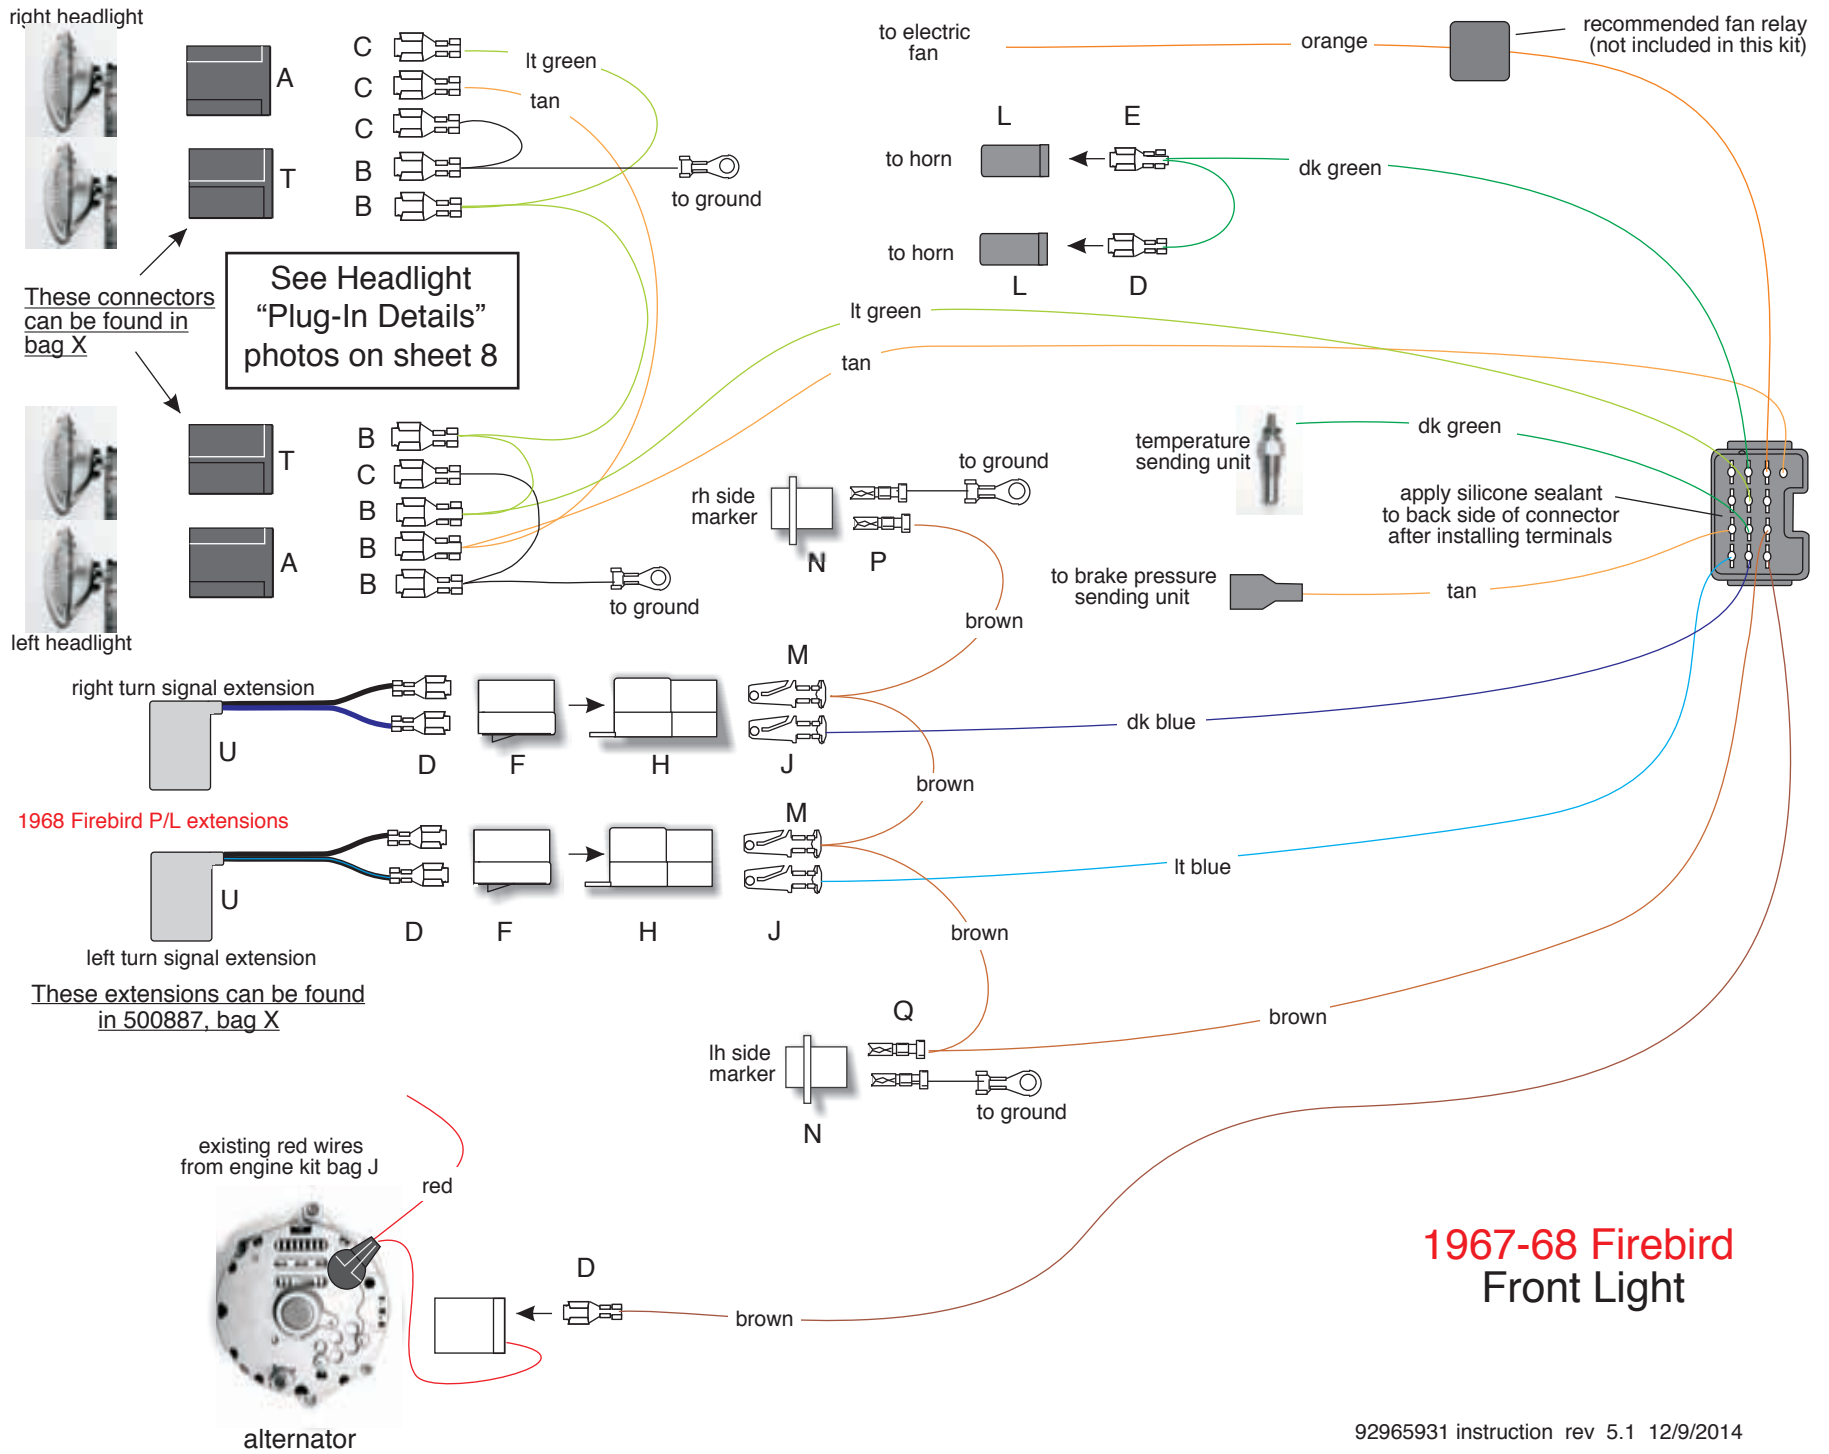 right headlight
A
T
C
C
C
B
B
lt green
tan
to ground
These connectors
can be found in
bag X
See Headlight
“Plug-In Details”
photos on sheet 8
T
A
B
C
B
B
B
to ground
left headlight
to electric
fan
orange
recommended fan relay
(not included in this kit)
L
E
to horn
dk green
to horn
L
D
lt green
tan
temperature
sending unit
dk green
apply silicone sealant
to back side of connector
after installing terminals
to brake pressure
sending unit
tan
rh side
marker
to ground
N
P
brown
right turn signal extension
U
D
F
H
M
J
dk blue
brown
1968 Firebird P/L extensions
U
D
F
H
M
J
lt blue
brown
left turn signal extension
These extensions can be found
in 500887, bag X
Q
lh side
marker
N
to ground
brown
existing red wires
from engine kit bag J
red
D
brown
alternator
1967-68 Firebird
Front Light
92965931 instruction rev 5.1 12/9/2014